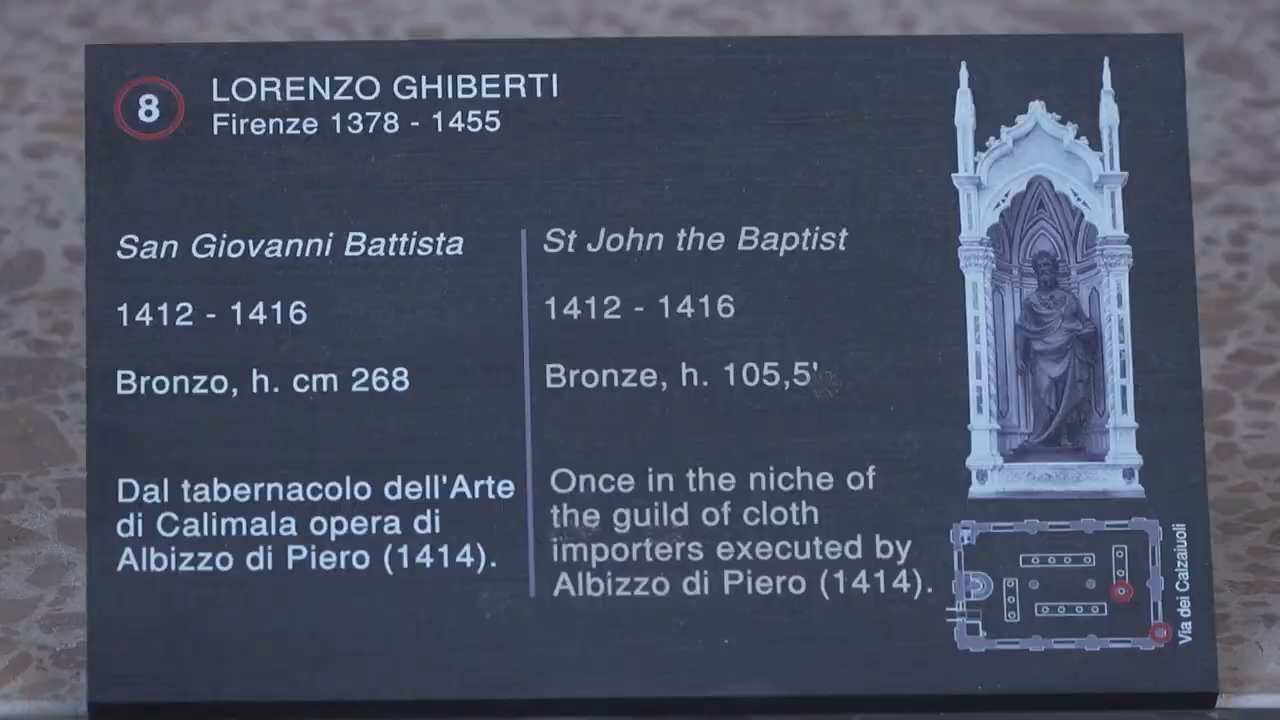 8
LORENZO GHIBERTI
Firenze 1378 - 1455
San Giovanni Battista
1412 - 1416
Bronzo, h. cm 268
Dal tabernacolo dell'Arte
di Calimala opera di
Albizzo di Piero (1414).
St John the Baptist
1412 - 1416
Bronze, h. 105,5'
Once in the niche of
the guild of cloth
importers executed by
Albizzo di Piero (1414).
Via dei Calzaiuoli